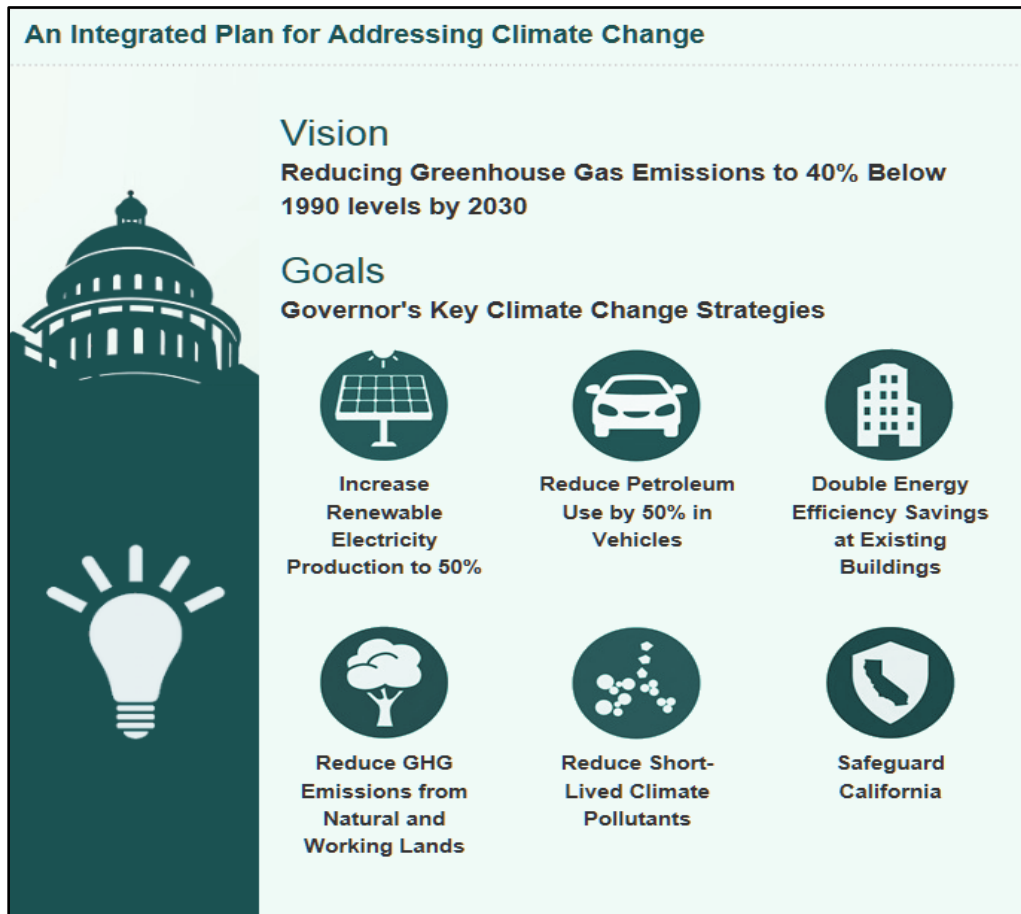 An Integrated Plan for Addressing Climate Change
Vision
Reducing Greenhouse Gas Emissions to 40% Below
1990 levels by 2030
Goals
Governor's Key Climate Change Strategies
Increase
Renewable
Electricity
Production to 50%
Reduce Petroleum
Use by 50% in
Vehicles
Double Energy
Efficiency Savings
at Existing
Buildings
Reduce GHG
Emissions from
Natural and
Working Lands
Reduce Short-
Lived Climate
Pollutants
Safeguard
California